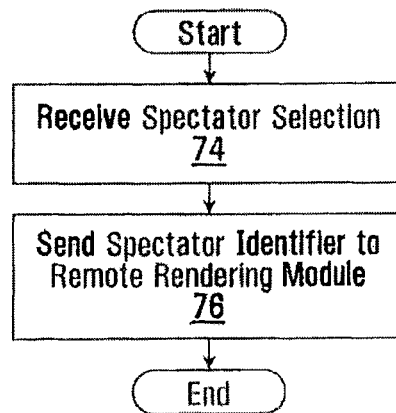 Start
Receive Spectator Selection
74
Send Spectator Identifier to
Remote Rendering Module
76
End